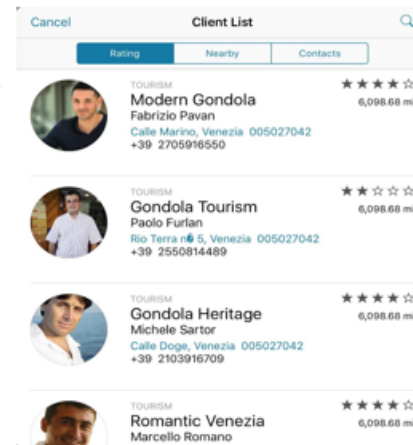 Cancel
Client List
Rating
Nearby
Contacts
TOURISM
Modern Gondola
Fabrizio Pavan
Calle Marino, Venezia 005027042
+39 2705916550
6,098.68 mi
TOURISM
Gondola Tourism
Paolo Furlan
Rio Terra n� 5, Venezia 005027042
+39 2550814489
6,098.68 mi
TOURISM
Gondola Heritage
Michele Sartor
Calle Doge, Venezia 005027042
+39 2103916709
6,098.68 mi
TOURISM
Romantic Venezia
Marcello Romano
6,098.68 mi